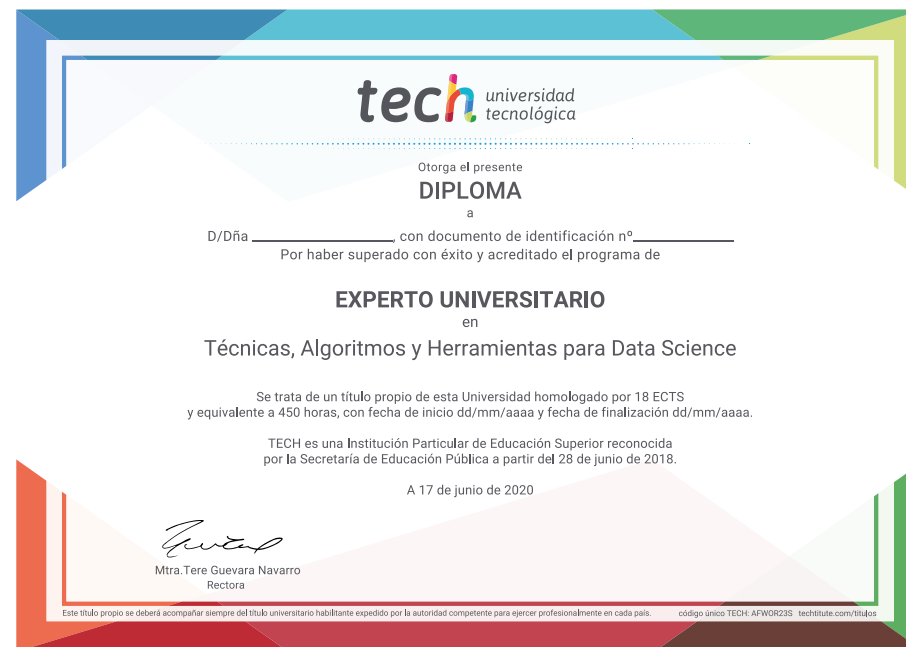 tech universidad
tecnológica
Otorga el presente
DIPLOMA
a
D/Dña ____________________, con documento de identificación nº______________
Por haber superado con éxito y acreditado el programa de
EXPERTO UNIVERSITARIO
en
Técnicas, Algoritmos y Herramientas para Data Science
Se trata de un título propio de esta Universidad homologado por 18 ECTS
y equivalente a 450 horas, con fecha de inicio dd/mm/aaaa y fecha de finalización dd/mm/aaaa.
TECH es una Institución Particular de Educación Superior reconocida
por la Secretaría de Educación Pública a partir del 28 de junio de 2018.
A 17 de junio de 2020
Mtra.Tere Guevara Navarro
Rectora
Este título propio se deberá acompañar siempre del título universitario habilitante expedido por la autoridad competente para ejercer profesionalmente en cada país. código único TECH: AFWOR23S techtitute.com/titulos